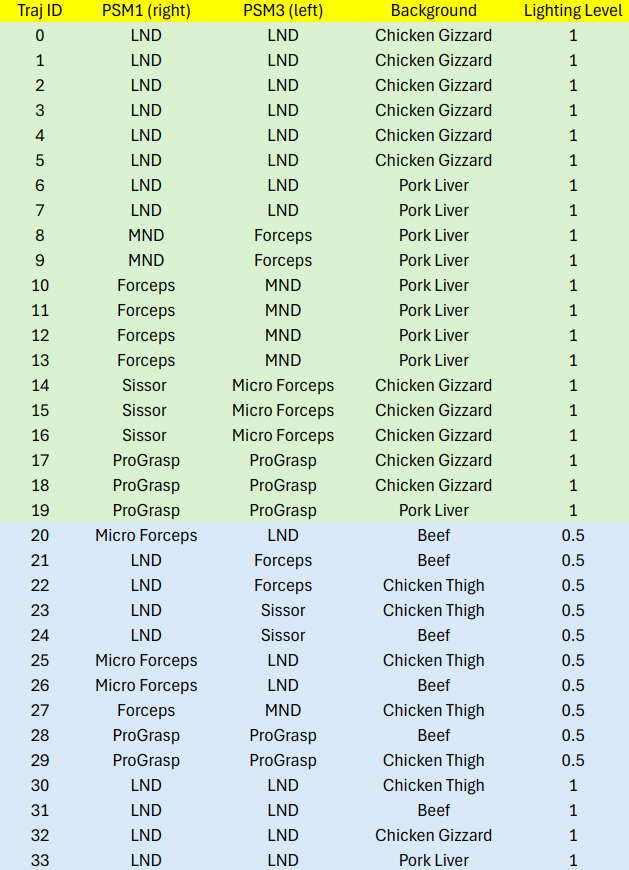 Traj ID PSM1 (right) PSM3 (left) Background Lighting Level
0 LND LND Chicken Gizzard 1
1 LND LND Chicken Gizzard 1
2 LND LND Chicken Gizzard 1
3 LND LND Chicken Gizzard 1
4 LND LND Chicken Gizzard 1
5 LND LND Chicken Gizzard 1
6 LND LND Pork Liver 1
7 LND LND Pork Liver 1
8 MND Forceps Pork Liver 1
9 MND Forceps Pork Liver 1
10 Forceps MND Pork Liver 1
11 Forceps MND Pork Liver 1
12 Forceps MND Pork Liver 1
13 Forceps MND Pork Liver 1
14 Sissor Micro Forceps Chicken Gizzard 1
15 Sissor Micro Forceps Chicken Gizzard 1
16 Sissor Micro Forceps Chicken Gizzard 1
17 ProGrasp ProGrasp Chicken Gizzard 1
18 ProGrasp ProGrasp Chicken Gizzard 1
19 ProGrasp ProGrasp Pork Liver 1
20 Micro Forceps LND Beef 0.5
21 LND Forceps Beef 0.5
22 LND Forceps Chicken Thigh 0.5
23 LND Sissor Chicken Thigh 0.5
24 LND Sissor Beef 0.5
25 Micro Forceps LND Chicken Thigh 0.5
26 Micro Forceps LND Beef 0.5
27 Forceps MND Chicken Thigh 0.5
28 ProGrasp ProGrasp Beef 0.5
29 ProGrasp ProGrasp Chicken Thigh 0.5
30 LND LND Chicken Thigh 1
31 LND LND Beef 1
32 LND LND Chicken Gizzard 1
33 LND LND Pork Liver 1